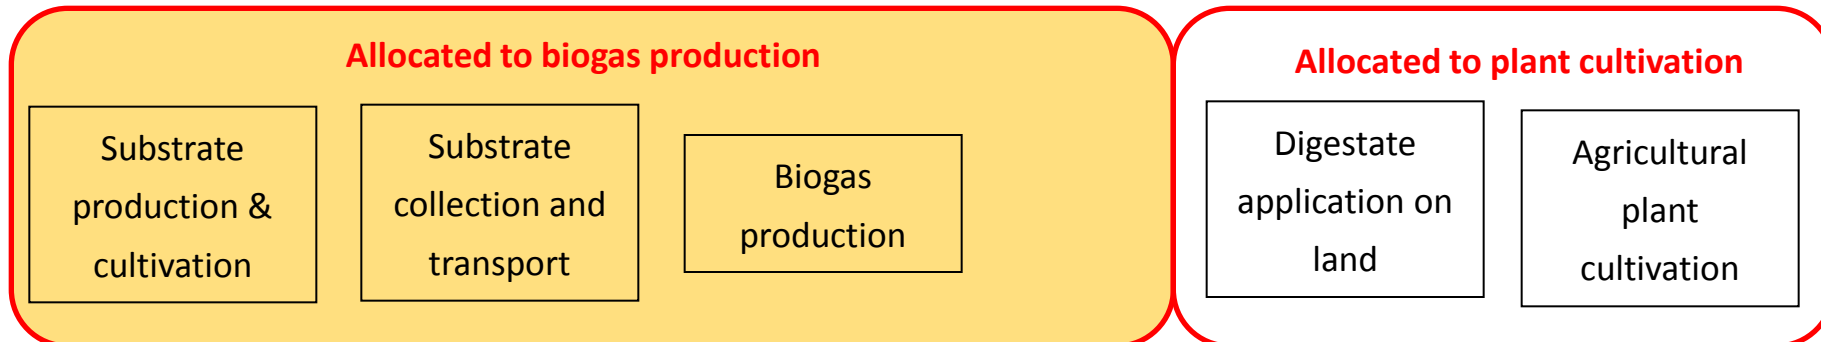 Allocated to biogas production
Substrate
production &
cultivation
Substrate
collection and
transport
Biogas
production
Allocated to plant cultivation
Digestate
application on
land
Agricultural
plant
cultivation